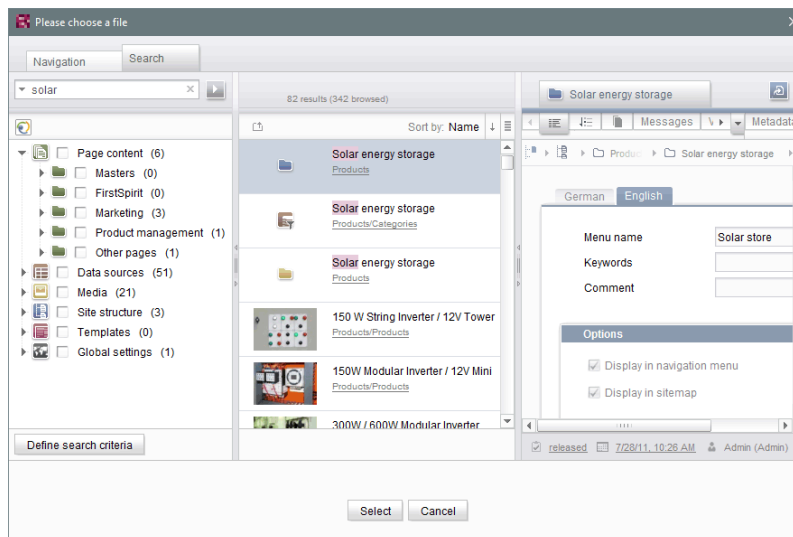 Please choose a file
Navigation
Search
solar
82 results (342 browsed)
Solar energy storage
Sort by: Name
Messages
Metadata
Page content (6)
Masters (0)
FirstSpirit (0)
Marketing (3)
Product management (1)
Other pages (1)
Data sources (51)
Media (21)
Site structure (3)
Templates (0)
Global settings (1)
Define search criteria
Solar energy storage
Products
Solar energy storage
Products/Categories
Solar energy storage
Products
150 W String Inverter / 12V Tower
Products/Products
150W Modular Inverter / 12V Mini
Products/Products
300W / 600W Modular Inverter
Produc
Solar energy storage
German
English
Menu name
Solar store
Keywords
Comment
Options
Display in navigation menu
Display in sitemap
released
7/28/11, 10:26 AM
Admin (Admin)
Select
Cancel